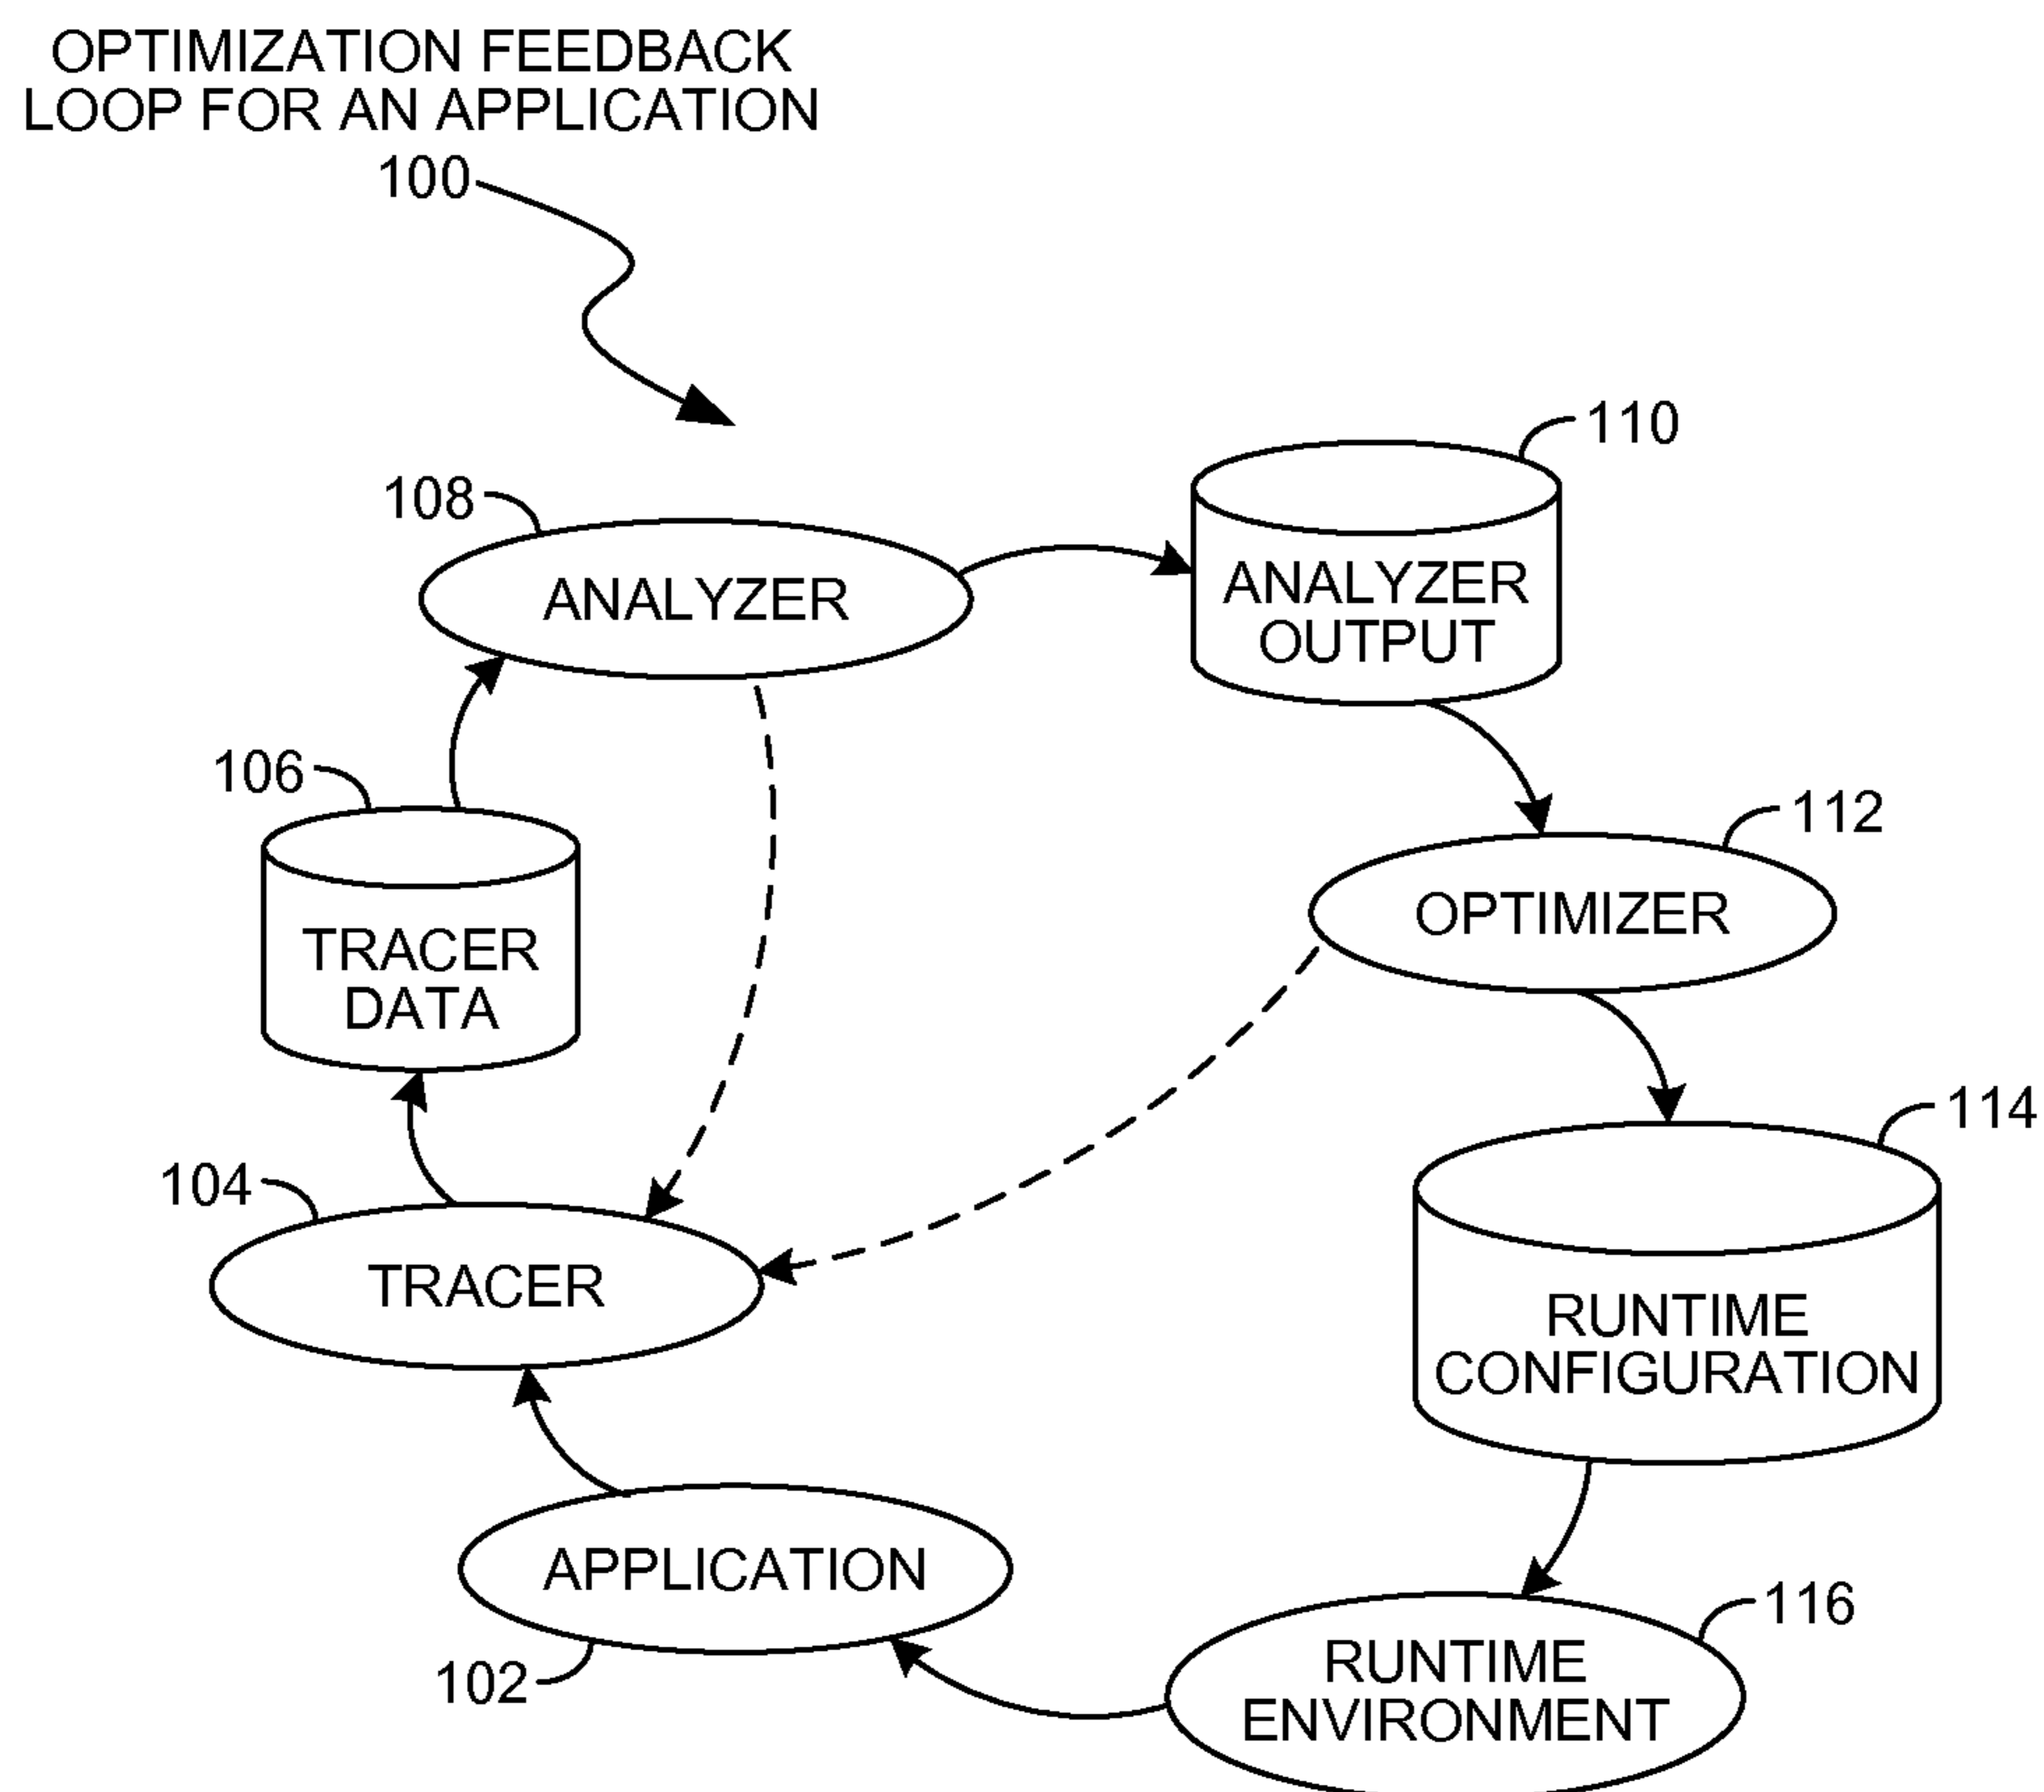 OPTIMIZATION FEEDBACK
LOOP FOR AN APPLICATION
100
110
108
ANALYZER
ANALYZER
OUTPUT
106
112
OPTIMIZER
TRACER
DATA
114
104
TRACER
RUNTIME
CONFIGURATION
APPLICATION
116
102
RUNTIME
ENVIRONMENT